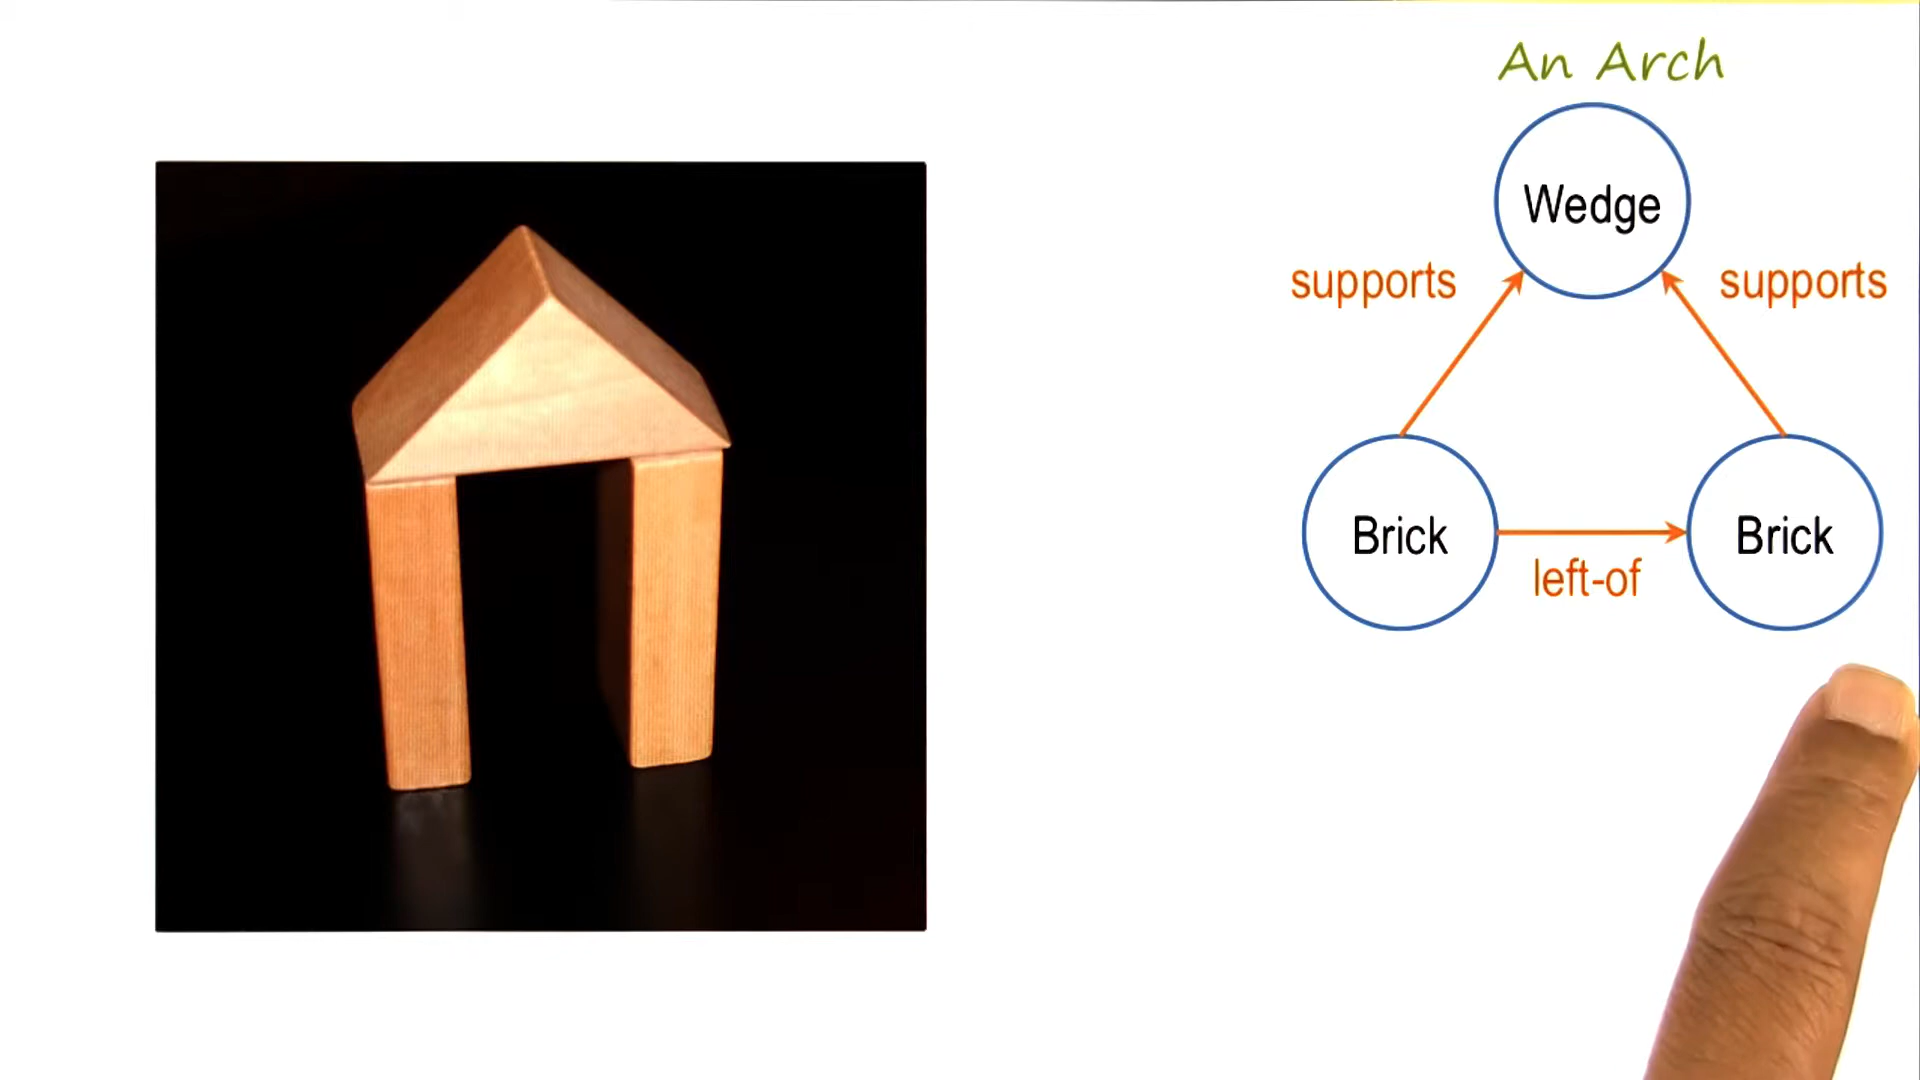 An Arch
Wedge
supports
supports
Brick
Brick
left-of